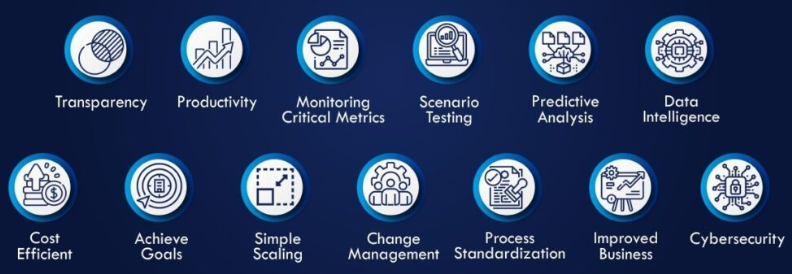 Transparency
Productivity
Monitoring
Critical Metrics
Scenario
Testing
Predictive
Analysis
Data
Intelligence
Cost
Efficient
Achieve
Goals
Simple
Scaling
Change
Management
Process
Standardization
Improved
Business
Cybersecurity